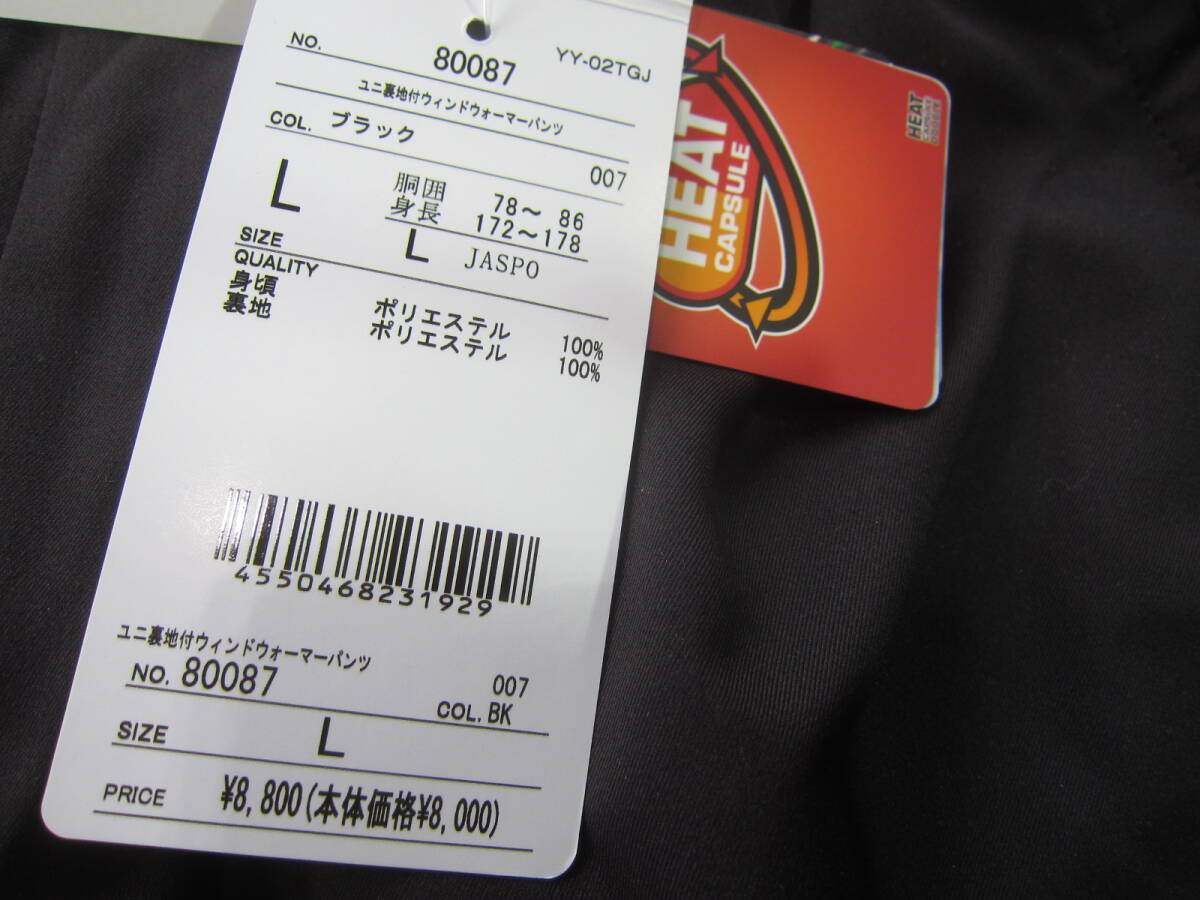 NO. 80087 YY-02TGJ
ユニ裏地付ウィンドウォーマーパンツ
COL. ブラック 007
L 胴囲 78～ 86
身長 172～178
SIZE L JASPO
QUALITY
身頃 ポリエステル 100%
裏地 ポリエステル 100%
4550468231929
ユニ裏地付ウィンドウォーマーパンツ
NO. 80087 007
COL. BK
SIZE L
PRICE ¥8,800(本体価格¥8,000)
HEAT
CAPSULE
HEAT